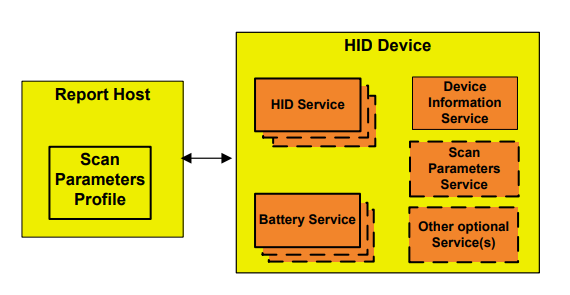 HID Device
Report Host
Scan
Parameters
Profile
HID Service
Device
Information
Service
Scan
Parameters
Service
Battery Service
Other optional
Service(s)